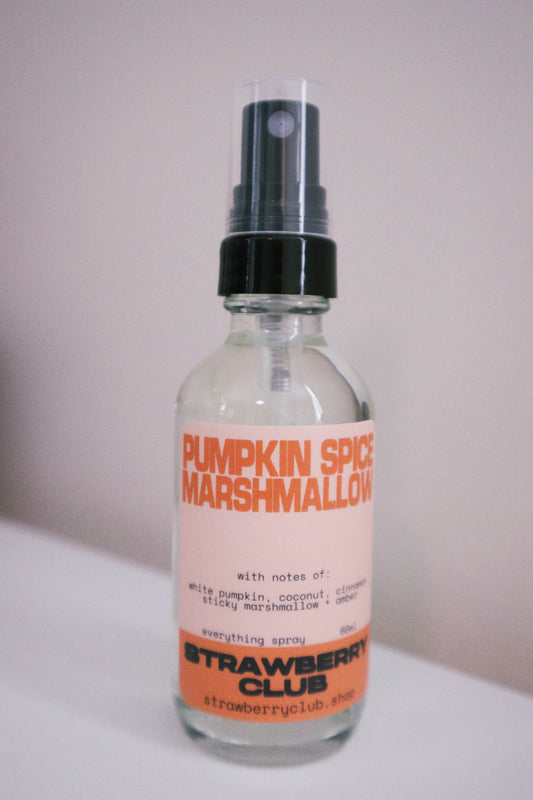 PUMPKIN SPICE
MARSHMALLOW
with notes of:
white pumpkin, coconut, cinnamon
sticky marshmallow + amber
everything spray 60ml
STRAWBERRY
CLUB
strawberryclub.shop